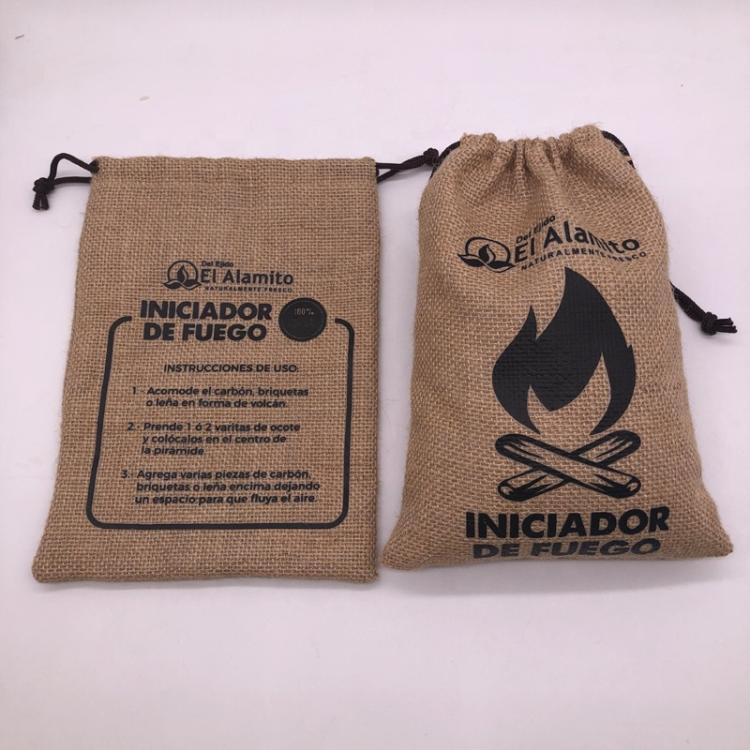 Del Ejido
El Alamito
NATURALMENTE FRESCO.
INICIADOR
DE FUEGO
100%
INSTRUCCIONES DE USO:
1. Acomode el carbón, briquetas
o leña en forma de volcán.
2. Prende 1 ó 2 varitas de ocote
y colócalos en el centro de
la pirámide.
3. Agrega varias piezas de carbón,
briquetas o leña encima dejando
un espacio para que fluya el aire.
Del Ejido
El Alamito
NATURALMENTE FRESCO.
INICIADOR
DE FUEGO